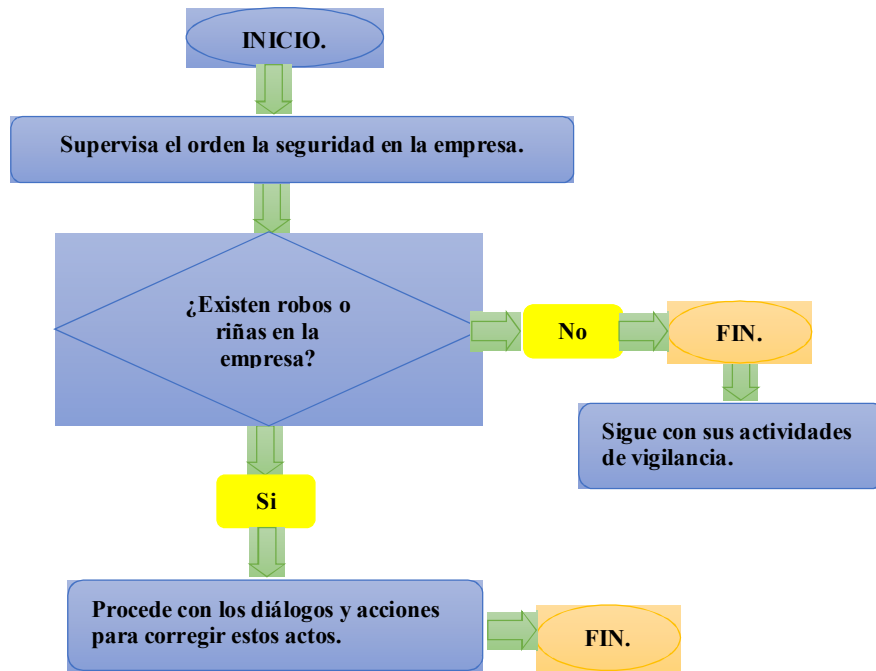 INICIO.
Supervisa el orden la seguridad en la empresa.
¿Existen robos o
riñas en la
empresa?
No
FIN.
Sigue con sus actividades
de vigilancia.
Si
Procede con los diálogos y acciones
para corregir estos actos.
FIN.